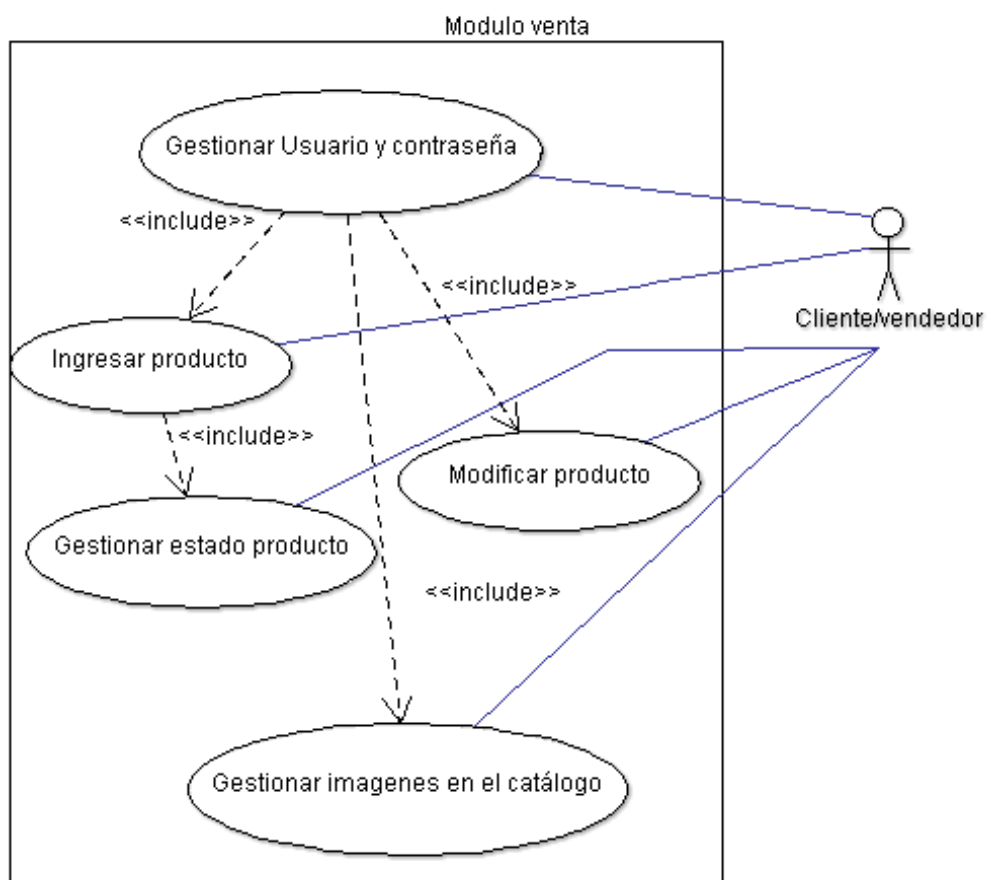 Modulo venta
Gestionar Usuario y contraseña
<<include>>
<<include>>
Cliente/vendedor
Ingresar producto
<<include>>
Modificar producto
Gestionar estado producto
<<include>>
Gestionar imagenes en el catálogo